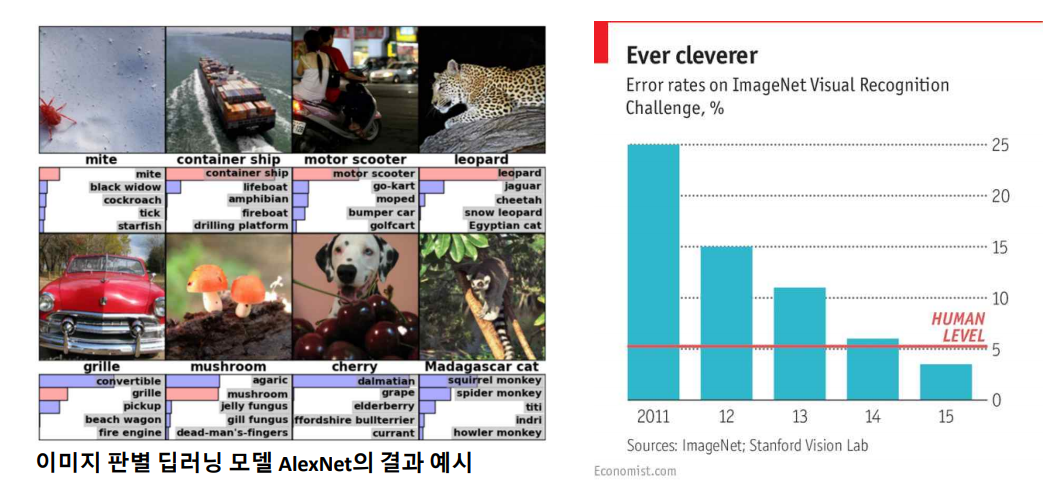 mite
container ship
motor scooter
leopard
mite
black widow
cockroach
tick
starfish
container ship
lifeboat
amphibian
fireboat
drilling platform
motor scooter
go-kart
moped
bumper car
golfcart
leopard
jaguar
cheetah
snow leopard
Egyptian cat
grille
mushroom
cherry
Madagascar cat
convertible
grille
pickup
beach wagon
fire engine
agaric
mushroom
jelly fungus
gill fungus
dead-man's-fingers
dalmatian
grape
elderberry
ffordshire bullterrier
currant
squirrel monkey
spider monkey
titi
indri
howler monkey
이미지 판별 딥러닝 모델 AlexNet의 결과 예시
Ever cleverer
Error rates on ImageNet Visual Recognition
Challenge, %
25
20
15
10
HUMAN
LEVEL
5
0
2011
12
13
14
15
Sources: ImageNet; Stanford Vision Lab
Economist.com